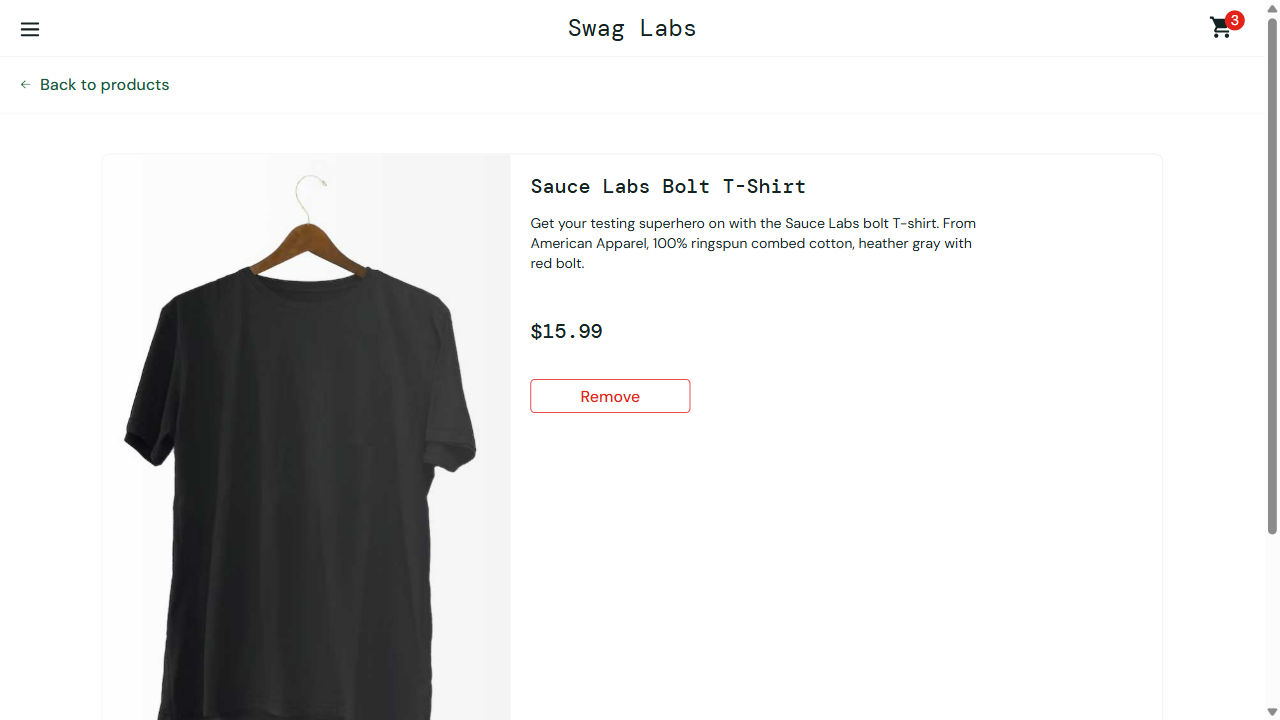 Swag Labs
3
Back to products
Sauce Labs Bolt T-Shirt
Get your testing superhero on with the Sauce Labs bolt T-shirt. From
American Apparel, 100% ringspun combed cotton, heather gray with
red bolt.
$15.99
Remove